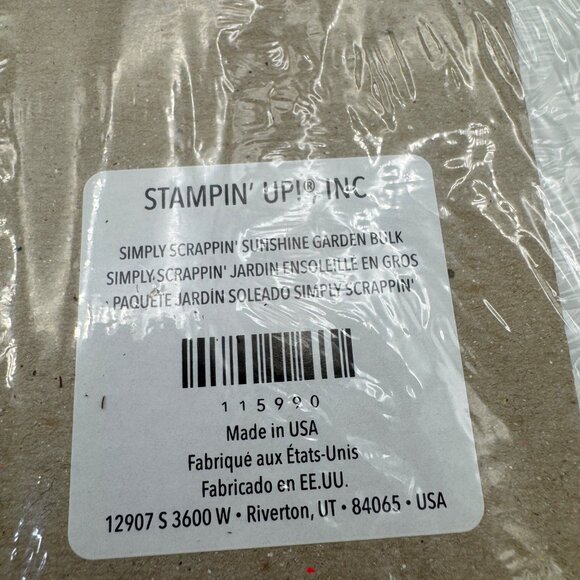 STAMPIN' UP!®, INC
SIMPLY SCRAPPIN' SUNSHINE GARDEN BULK
SIMPLY SCRAPPIN' JARDIN ENSOLEILLÉ EN GROS
PAQUETE JARDÍN SOLEADO SIMPLY SCRAPPIN'
115990
Made in USA
Fabriqué aux États-Unis
Fabricado en EE.UU.
12907 S 3600 W • Riverton, UT • 84065 • USA